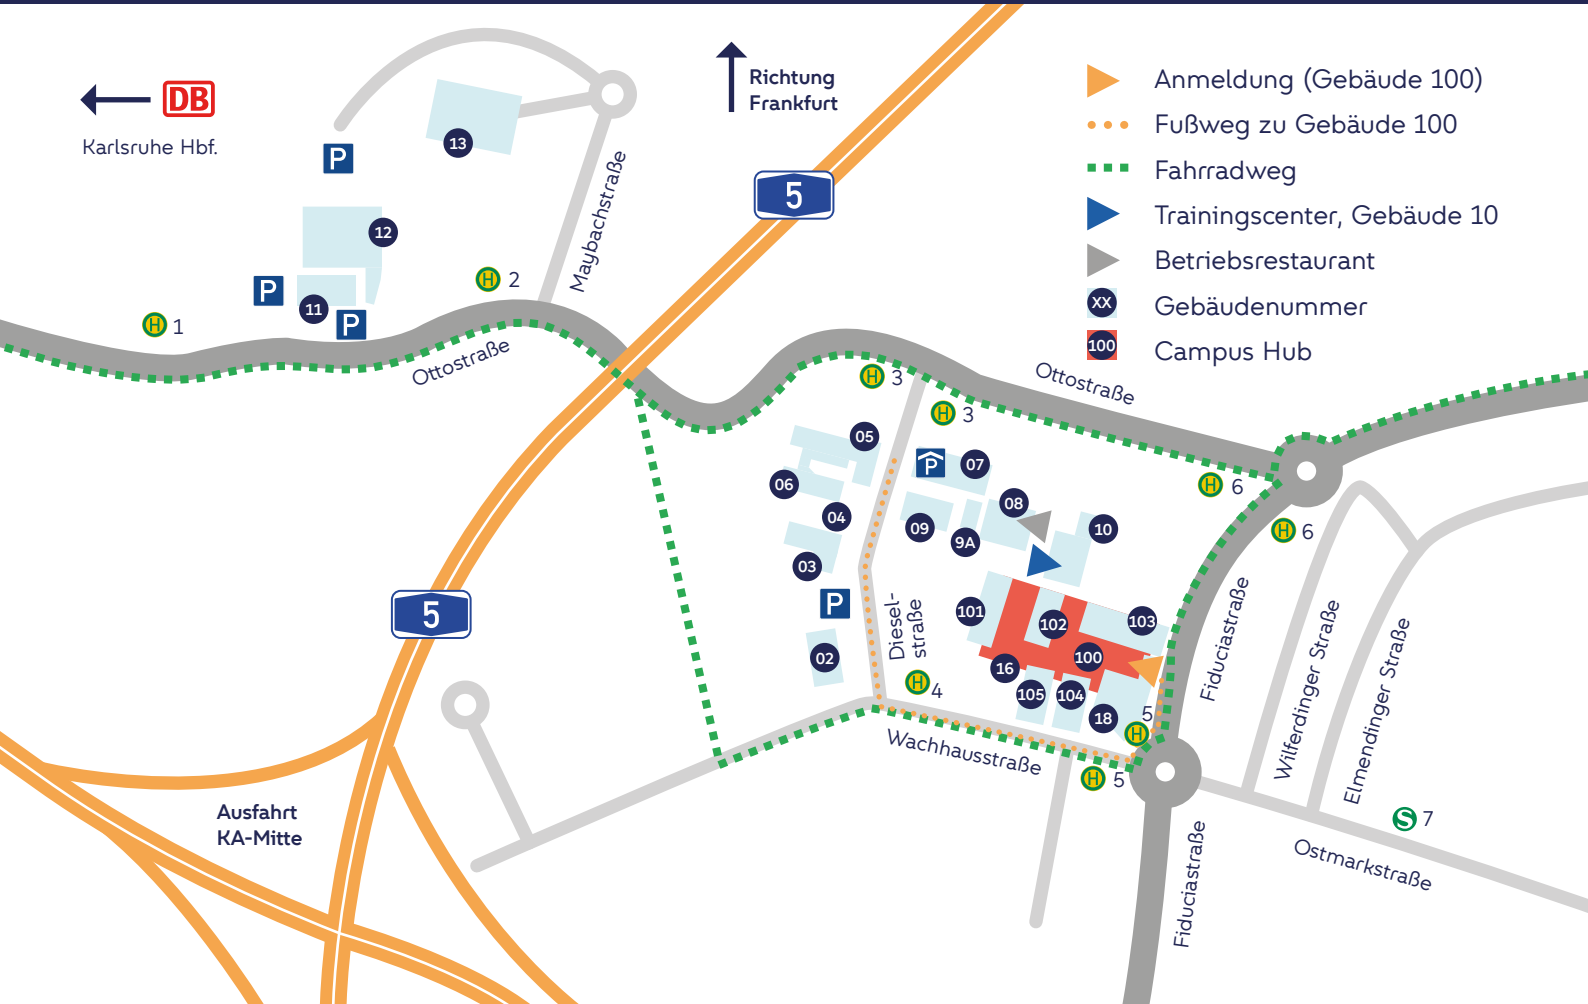 DB
Karlsruhe Hbf.
Richtung
Frankfurt
Anmeldung (Gebäude 100)
Fußweg zu Gebäude 100
Fahrradweg
Trainingscenter, Gebäude 10
Betriebsrestaurant
XX
Gebäudenummer
100
Campus Hub
13
P
12
P
11
P
H 1
H 2
Maybachstraße
5
Ottostraße
Ottostraße
H 3
H 3
05
P
07
06
04
08
09
9A
10
03
P
02
Diesel-
straße
H 4
101
102
103
16
100
105
104
18
5
H
H 5
H 6
H 6
Wachhausstraße
Fiduciastraße
Wilferdinger Straße
Elmendinger Straße
S 7
Ostmarkstraße
Fiduciastraße
5
Ausfahrt
KA-Mitte